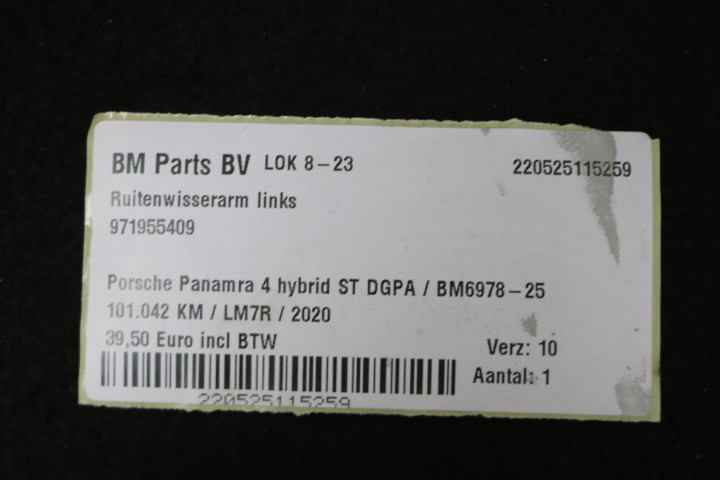 BM Parts BV LOK 8-23 220525115259
Ruitenwisserarm links
971955409
Porsche Panamra 4 hybrid ST DGPA / BM6978-25
101.042 KM / LM7R / 2020
39,50 Euro incl BTW
Verz: 10
Aantal: 1
220525115259